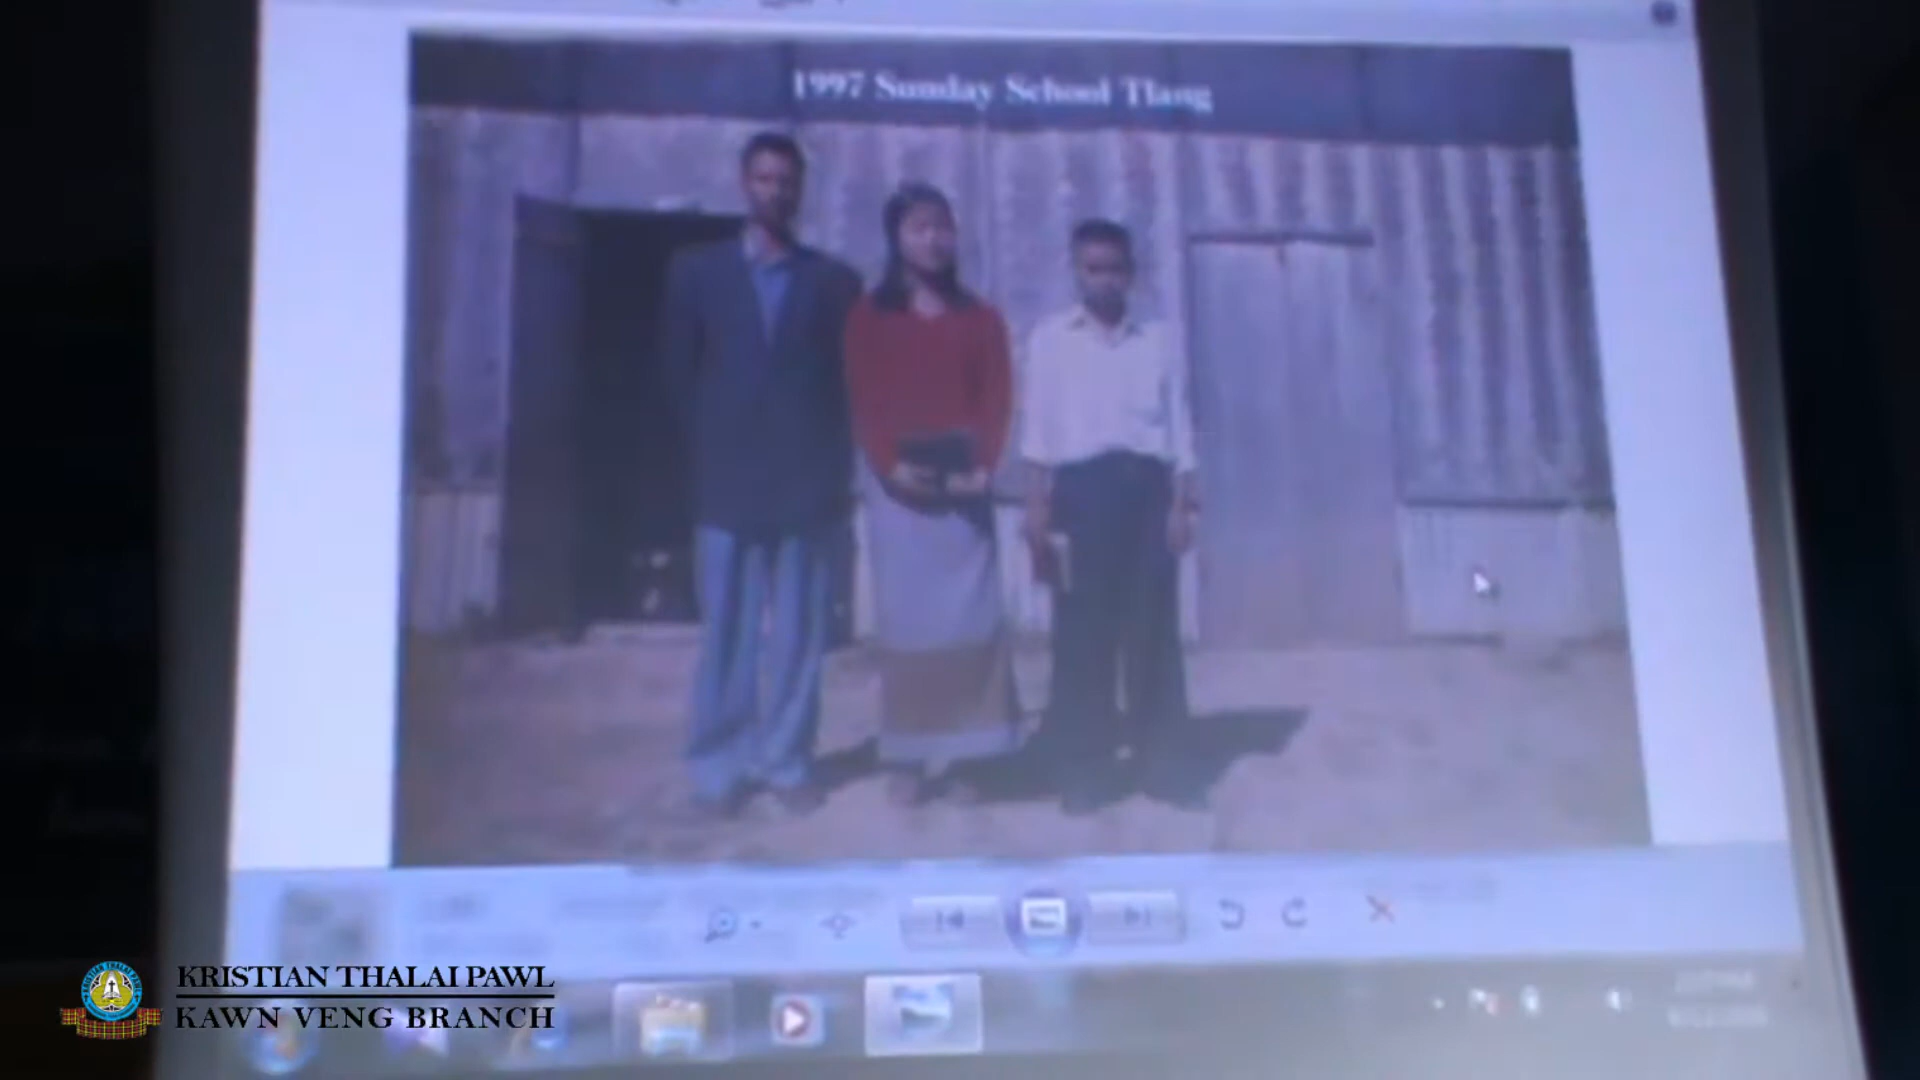 1997 Sunday School Tlang
KRISTIAN THALAI PAWL
KAWN VENG BRANCH